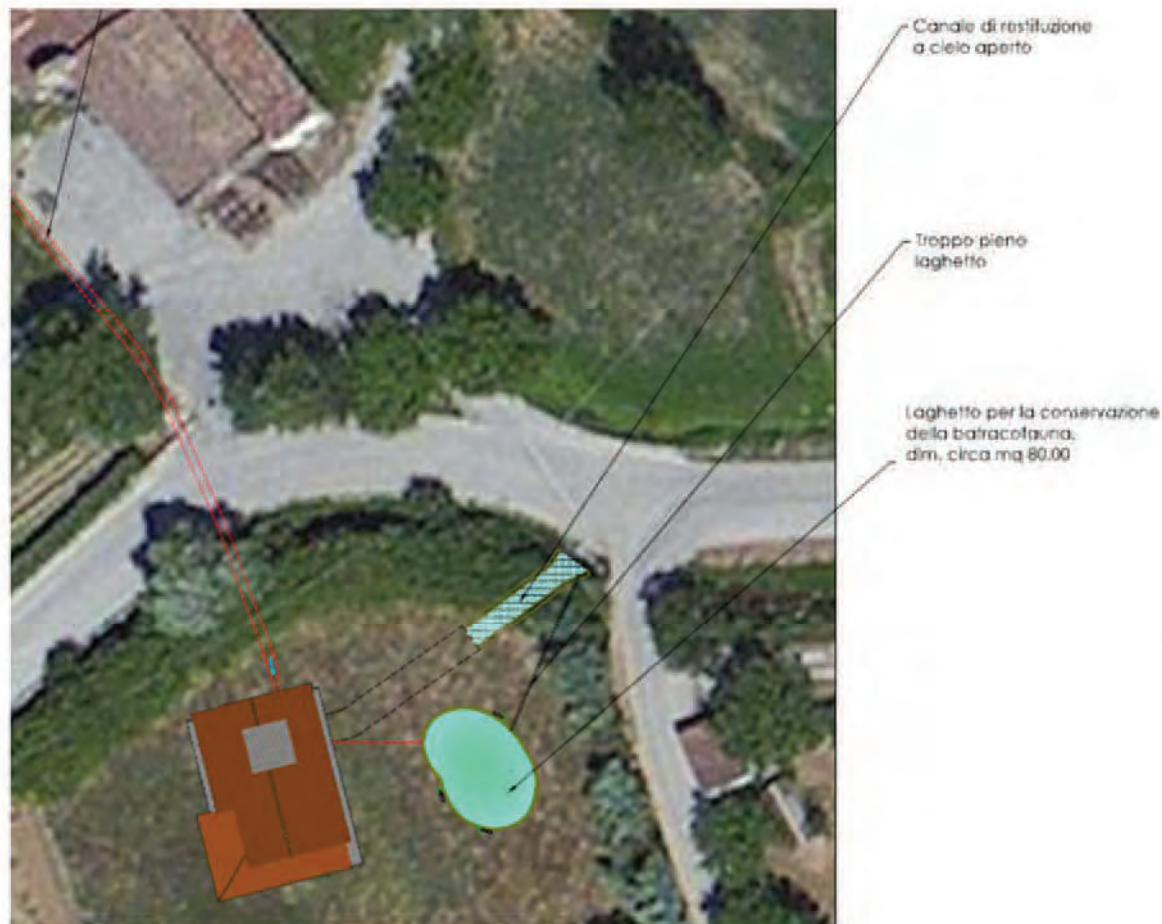 Canale di restituzione
a cielo aperto
Troppo pieno
laghetto
Laghetto per la conservazione
della batracofauna,
dim. circa mq 80.00